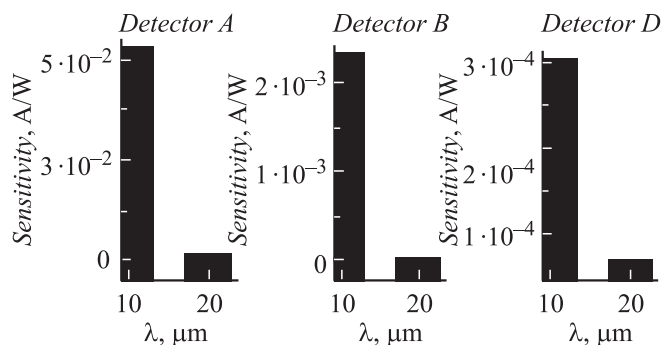 Detector A
Sensitivity, A/W
5·10⁻²
3·10⁻²
0
10 20
λ, μm
Detector B
Sensitivity, A/W
2·10⁻³
1·10⁻³
0
10 20
λ, μm
Detector D
Sensitivity, A/W
3·10⁻⁴
2·10⁻⁴
1·10⁻⁴
10 20
λ, μm